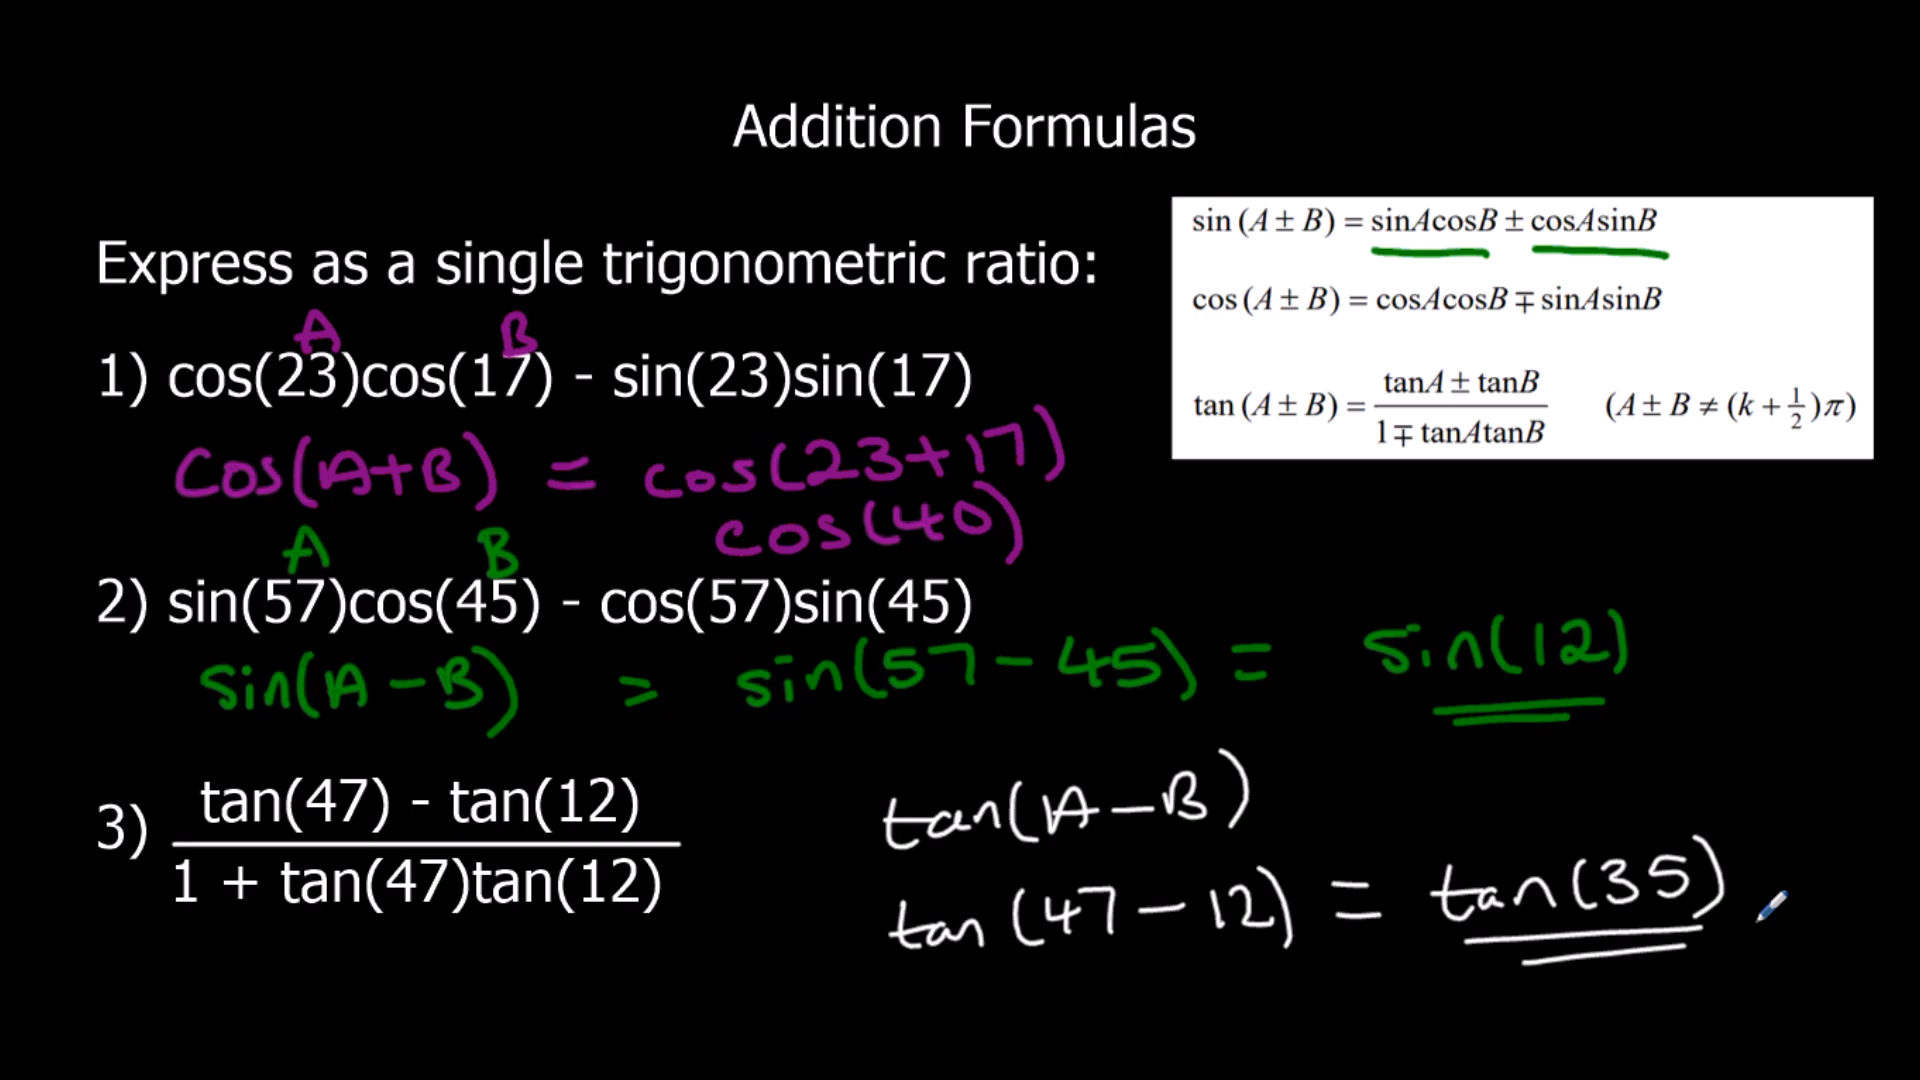 Addition Formulas
sin (A ± B) = sinAcosB ± cosAsinB
cos (A ± B) = cosAcosB ∓ sinAsinB
tan (A ± B) = (tanA ± tanB)/(1 ∓ tanAtanB) (A ± B ≠ (k + 1/2)π)
Express as a single trigonometric ratio:
A B
1) cos(23)cos(17) - sin(23)sin(17)
Cos(A+B) = cos(23+17)
cos(40)
A B
2) sin(57)cos(45) - cos(57)sin(45)
Sin(A-B) = sin(57-45) = sin(12)
3) (tan(47) - tan(12))/(1 + tan(47)tan(12))
tan(A-B)
tan(47-12) = tan(35)